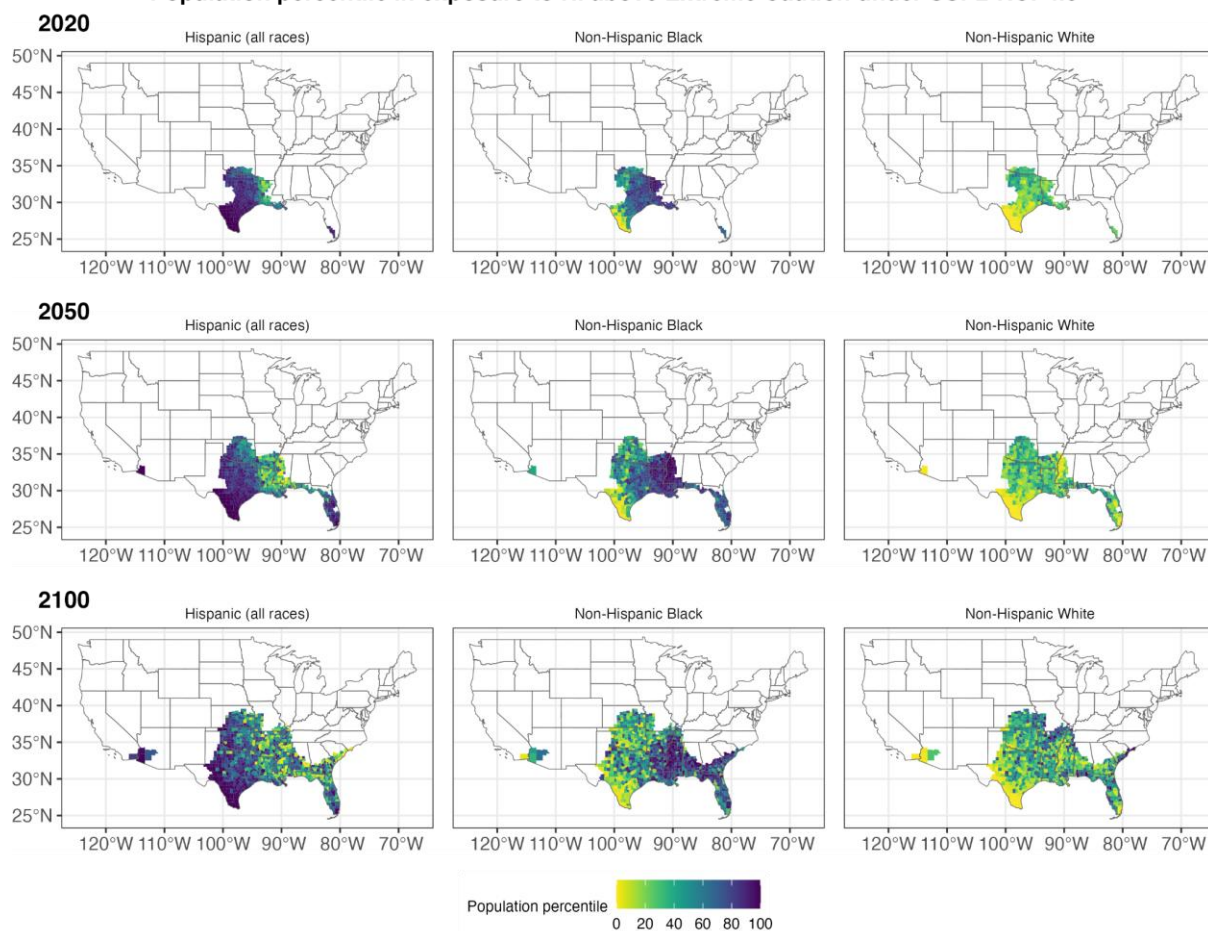 2020
Hispanic (all races) Non-Hispanic Black Non-Hispanic White
50°N
45°N
40°N
35°N
30°N
25°N
120°W 110°W 100°W 90°W 80°W 70°W 120°W 110°W 100°W 90°W 80°W 70°W 120°W 110°W 100°W 90°W 80°W 70°W
2050
Hispanic (all races) Non-Hispanic Black Non-Hispanic White
50°N
45°N
40°N
35°N
30°N
25°N
120°W 110°W 100°W 90°W 80°W 70°W 120°W 110°W 100°W 90°W 80°W 70°W 120°W 110°W 100°W 90°W 80°W 70°W
2100
Hispanic (all races) Non-Hispanic Black Non-Hispanic White
50°N
45°N
40°N
35°N
30°N
25°N
120°W 110°W 100°W 90°W 80°W 70°W 120°W 110°W 100°W 90°W 80°W 70°W 120°W 110°W 100°W 90°W 80°W 70°W
Population percentile
0 20 40 60 80 100